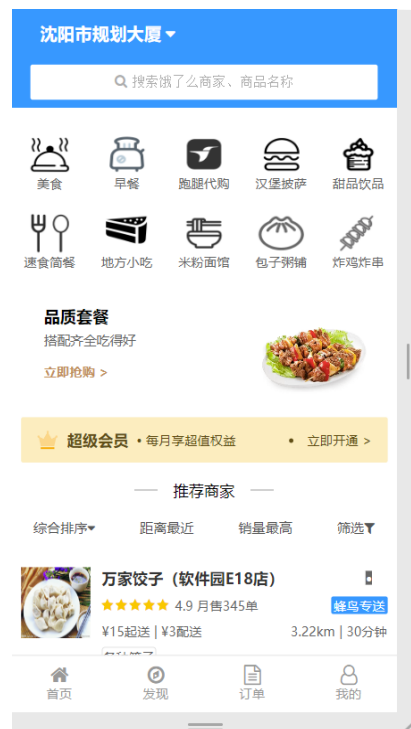 沈阳市规划大厦
搜索饿了么商家、商品名称
美食 早餐 跑腿代购 汉堡披萨 甜品饮品
速食简餐 地方小吃 米粉面馆 包子粥铺 炸鸡炸串
品质套餐
搭配齐全吃得好
立即抢购 >
超级会员 • 每月享超值权益 • 立即开通 >
推荐商家
综合排序 距离最近 销量最高 筛选
万家饺子（软件园E18店）
4.9 月售345单 蜂鸟专送
¥15起送 | ¥3配送 3.22km | 30分钟
各种饺子
首页 发现 订单 我的